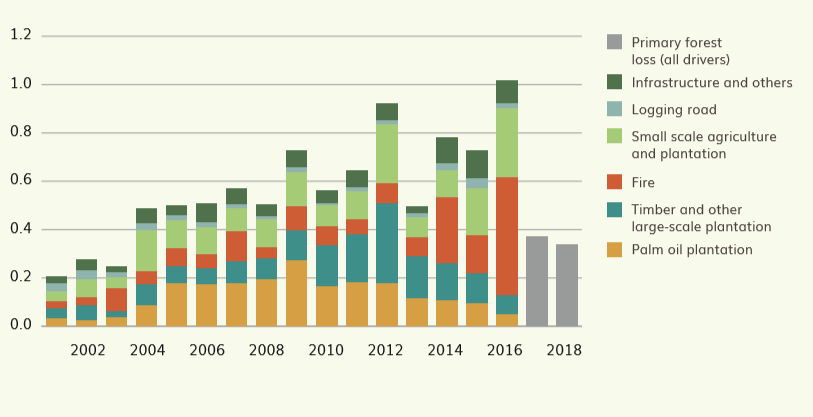 1.2
1.0
0.8
0.6
0.4
0.2
0.0
2002 2004 2006 2008 2010 2012 2014 2016 2018
Primary forest
loss (all drivers)
Infrastructure and others
Logging road
Small scale agriculture
and plantation
Fire
Timber and other
large-scale plantation
Palm oil plantation